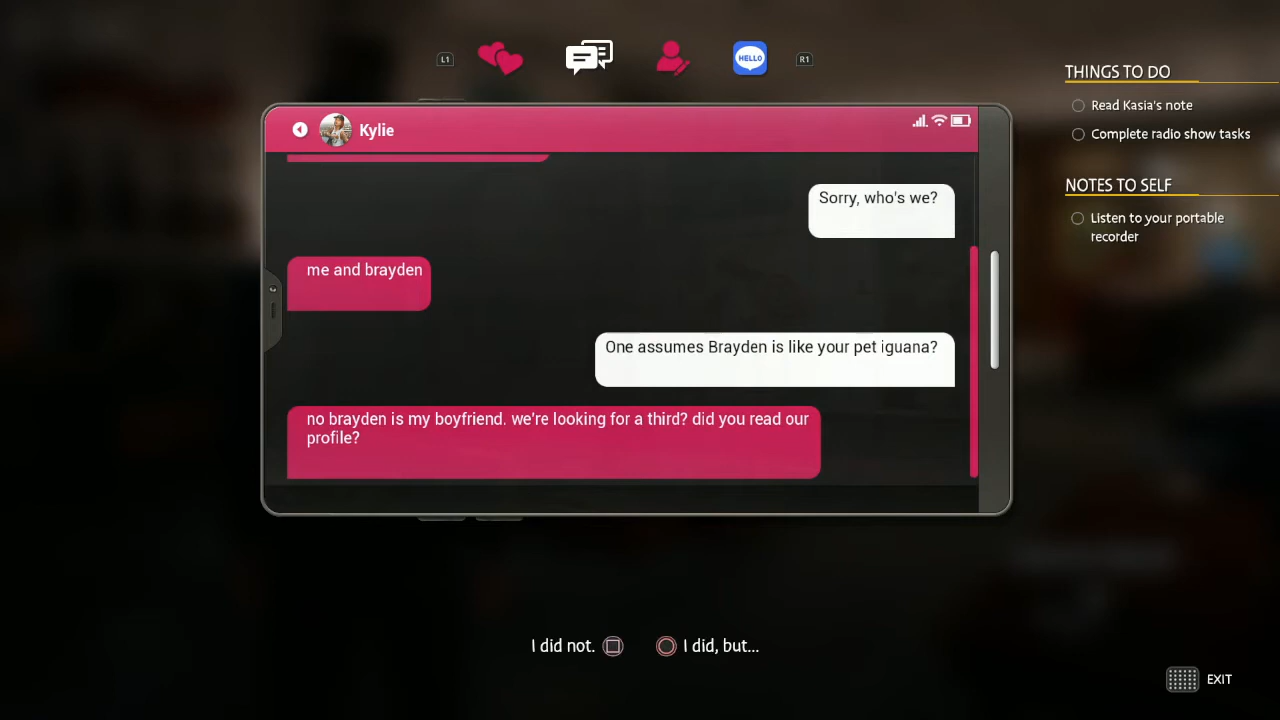 L1
HELLO
R1
THINGS TO DO
Read Kasia's note
Complete radio show tasks
NOTES TO SELF
Listen to your portable
recorder
Kylie
Sorry, who's we?
me and brayden
One assumes Brayden is like your pet iguana?
no brayden is my boyfriend. we're looking for a third? did you read our
profile?
I did not.
I did, but...
EXIT